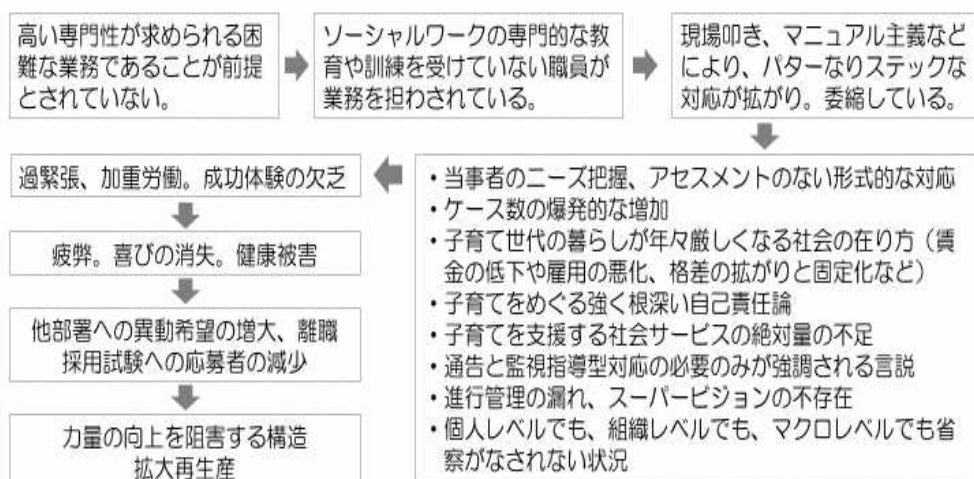 高い専門性が求められる困
難な業務であることが前提
とされていない。
ソーシャルワークの専門的な教
育や訓練を受けていない職員が
業務を担わされている。
現場叩き、マニュアル主義など
により、パターなりステックな
対応が拡がり。委縮している。
・当事者のニーズ把握、アセスメントのない形式的な対応
・ケース数の爆発的な増加
・子育て世代の暮らしが年々厳しくなる社会の在り方（賃
金の低下や雇用の悪化、格差の拡がりと固定化など）
・子育てをめぐる強く根深い自己責任論
・子育てを支援する社会サービスの絶対量の不足
・通告と監視指導型対応の必要のみが強調される言説
・進行管理の漏れ、スーパービジョンの不存在
・個人レベルでも、組織レベルでも、マクロレベルでも省
察がなされない状況
過緊張、加重労働。成功体験の欠乏
疲弊。喜びの消失。健康被害
他部署への異動希望の増大、離職
採用試験への応募者の減少
力量の向上を阻害する構造
拡大再生産